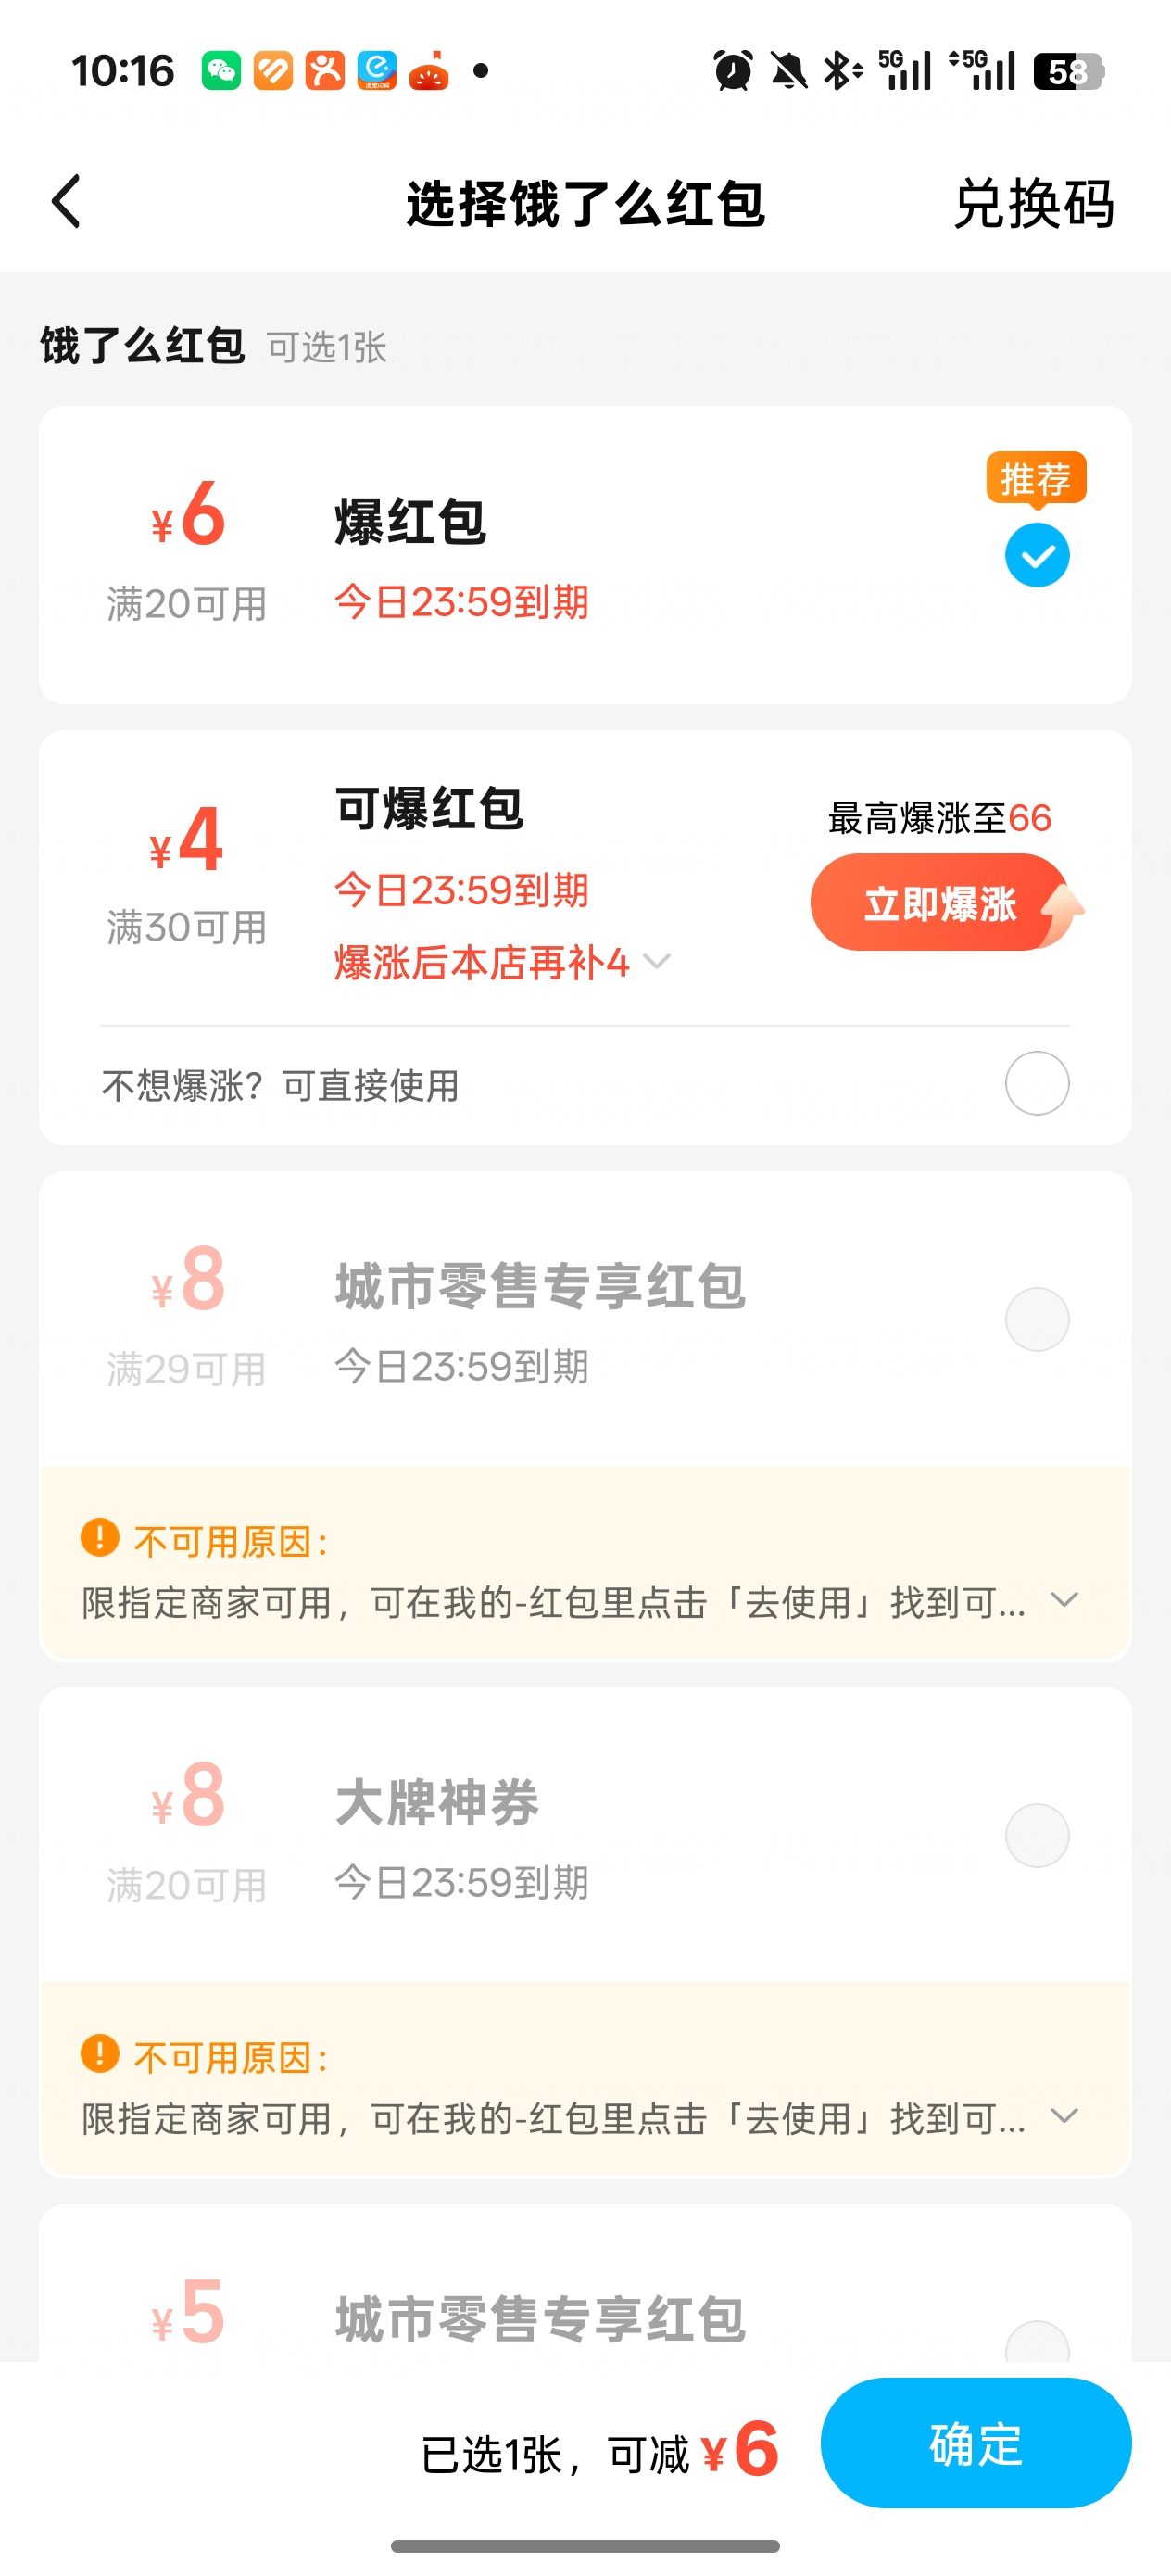 10:16 5G 5G 58
选择饿了么红包 兑换码
饿了么红包 可选1张
推荐
¥6 爆红包
满20可用 今日23:59到期
可爆红包
¥4 最高爆涨至66
今日23:59到期 立即爆涨
满30可用
爆涨后本店再补4
不想爆涨？可直接使用
¥8 城市零售专享红包
满29可用 今日23:59到期
不可用原因：
限指定商家可用，可在我的-红包里点击「去使用」找到可...
¥8 大牌神券
满20可用 今日23:59到期
不可用原因：
限指定商家可用，可在我的-红包里点击「去使用」找到可...
¥5 城市零售专享红包
已选1张，可减 ¥6 确定